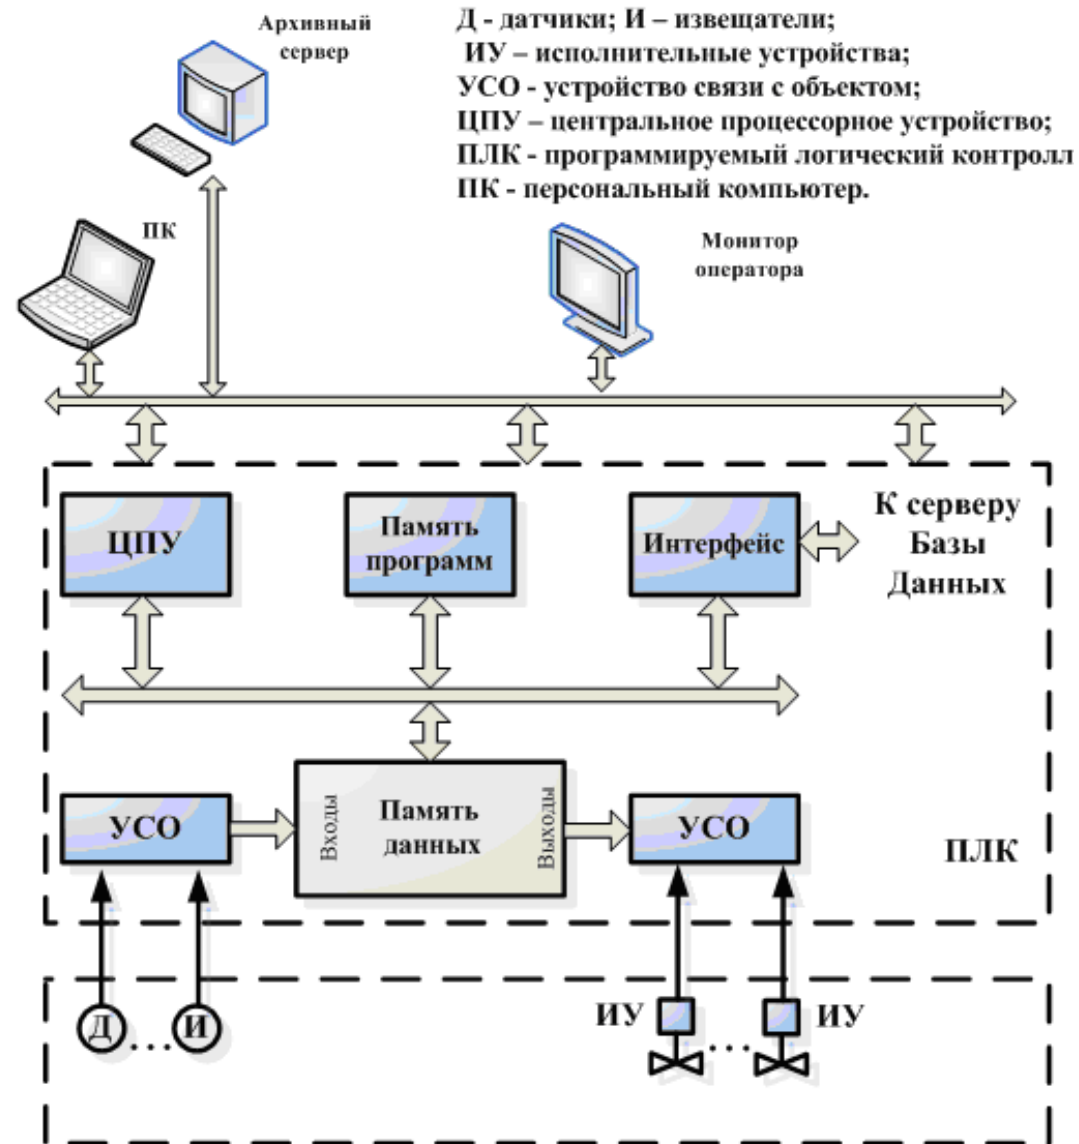 Архивный
сервер
Д - датчики; И – извещатели;
ИУ – исполнительные устройства;
УСО - устройство связи с объектом;
ЦПУ – центральное процессорное устройство;
ПЛК - программируемый логический контролл
ПК - персональный компьютер.
ПК
Монитор
оператора
ЦПУ
Память
программ
Интерфейс
К серверу
Базы
Данных
УСО
Входы
Память
данных
Выходы
УСО
ПЛК
Д
...
И
ИУ
...
ИУ